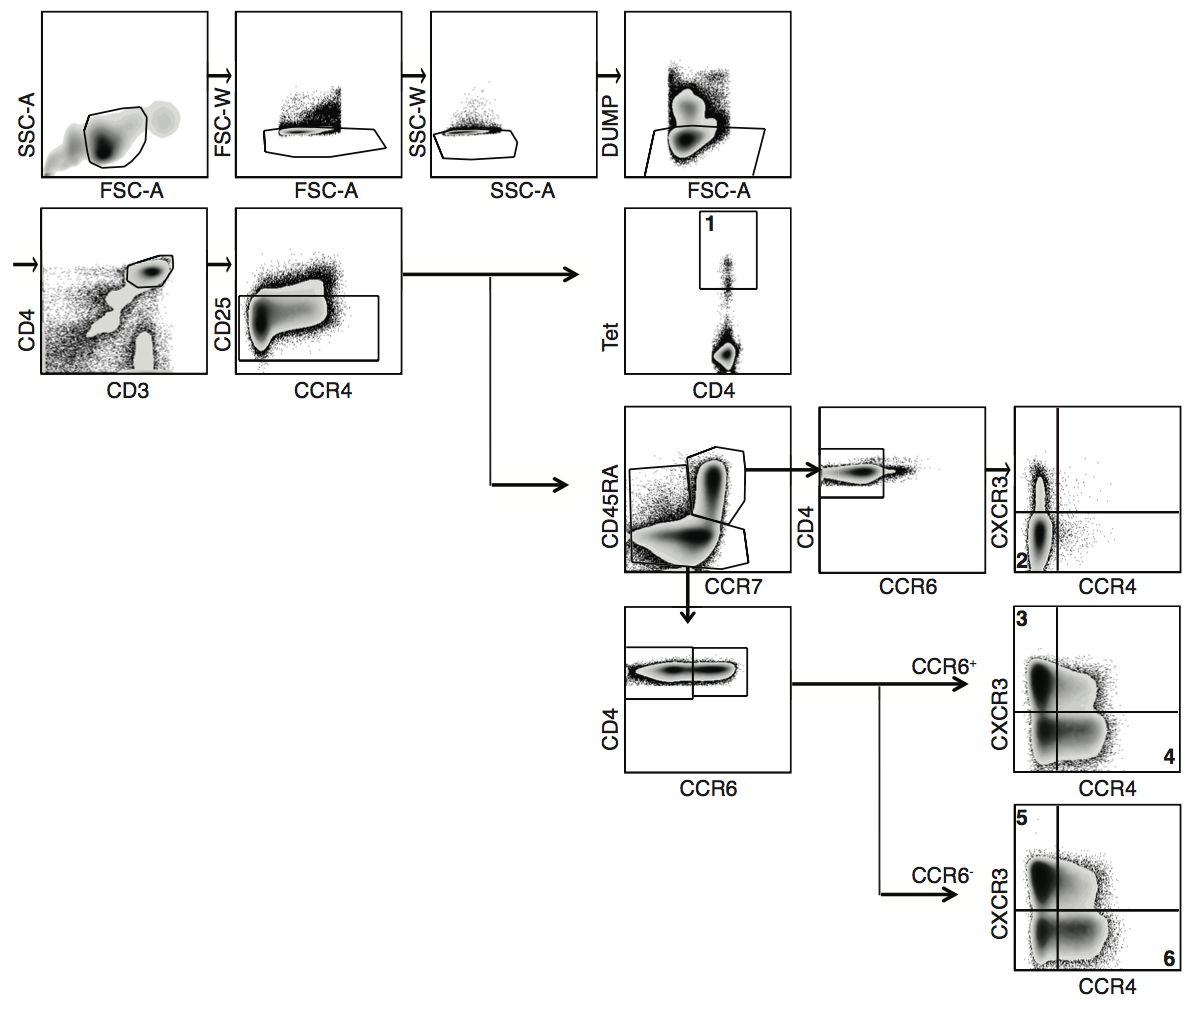 SSC-A
FSC-A
FSC-W
FSC-A
SSC-W
SSC-A
DUMP
FSC-A
CD4
CD3
CD25
CCR4
Tet
1
CD4
CD45RA
CCR7
CD4
CCR6
CXCR3
2
CCR4
CD4
CCR6
CCR6+
CXCR3
3
4
CCR4
CCR6-
CXCR3
5
6
CCR4